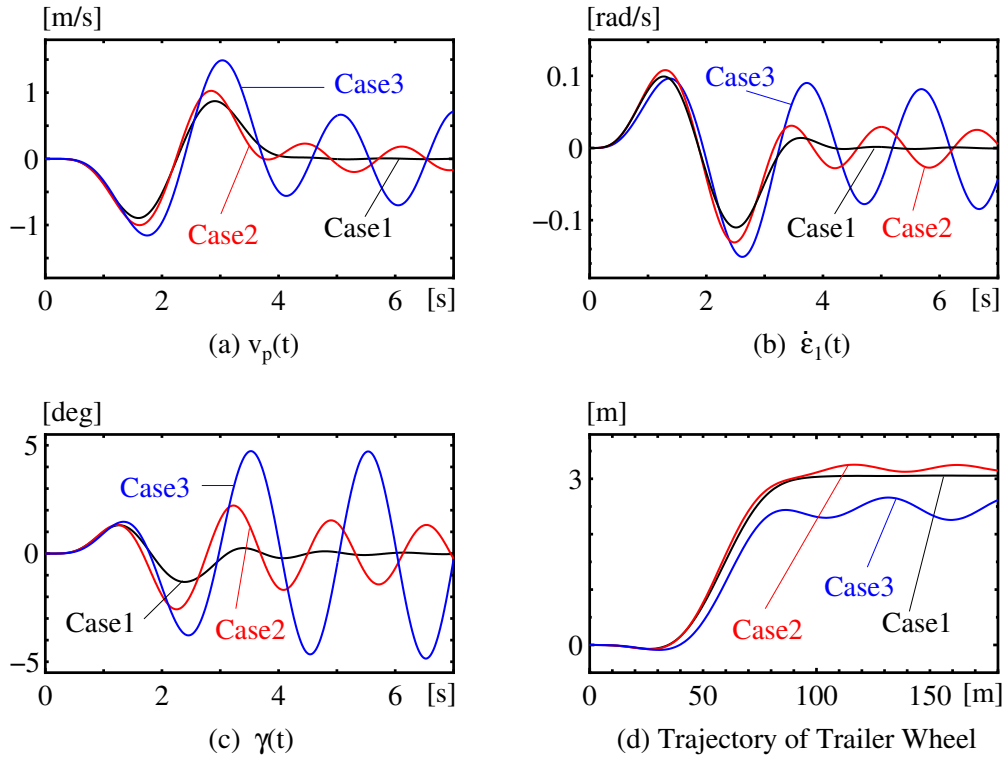 [m/s]
1
0
−1
Case3
Case2
Case1
0
2
4
6
[s]
(a) vₚ(t)
[rad/s]
0.1
0
−0.1
Case3
Case1
Case2
0
2
4
6
[s]
(b) ε̇₁(t)
[deg]
5
0
−5
Case3
Case1
Case2
0
2
4
6
[s]
(c) γ(t)
[m]
3
0
Case3
Case2
Case1
0
50
100
150
[m]
(d) Trajectory of Trailer Wheel